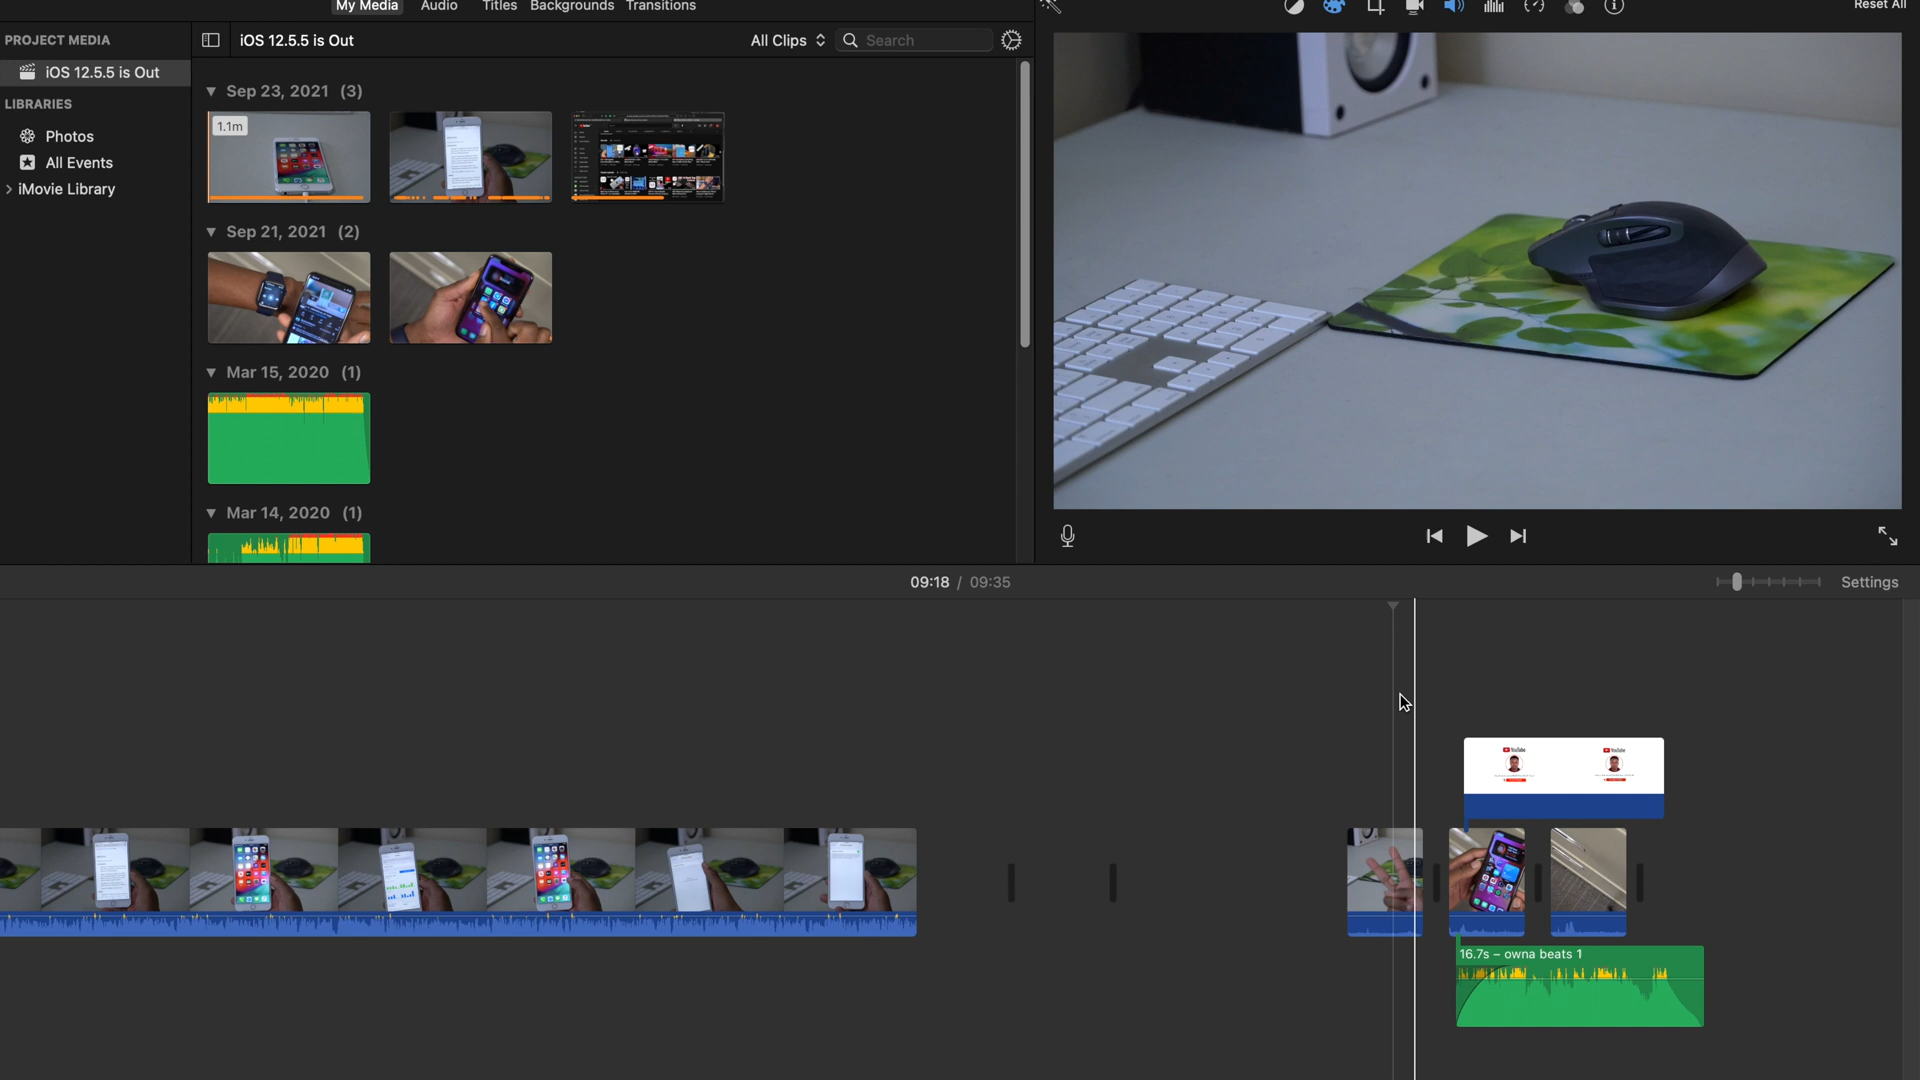 My Media Audio Titles Backgrounds Transitions
Reset All
PROJECT MEDIA
iOS 12.5.5 is Out
LIBRARIES
Photos
All Events
iMovie Library
iOS 12.5.5 is Out
All Clips
Search
Sep 23, 2021 (3)
1.1m
Sep 21, 2021 (2)
Mar 15, 2020 (1)
Mar 14, 2020 (1)
09:18 / 09:35
Settings
YouTube
YouTube
16.7s – owna beats 1